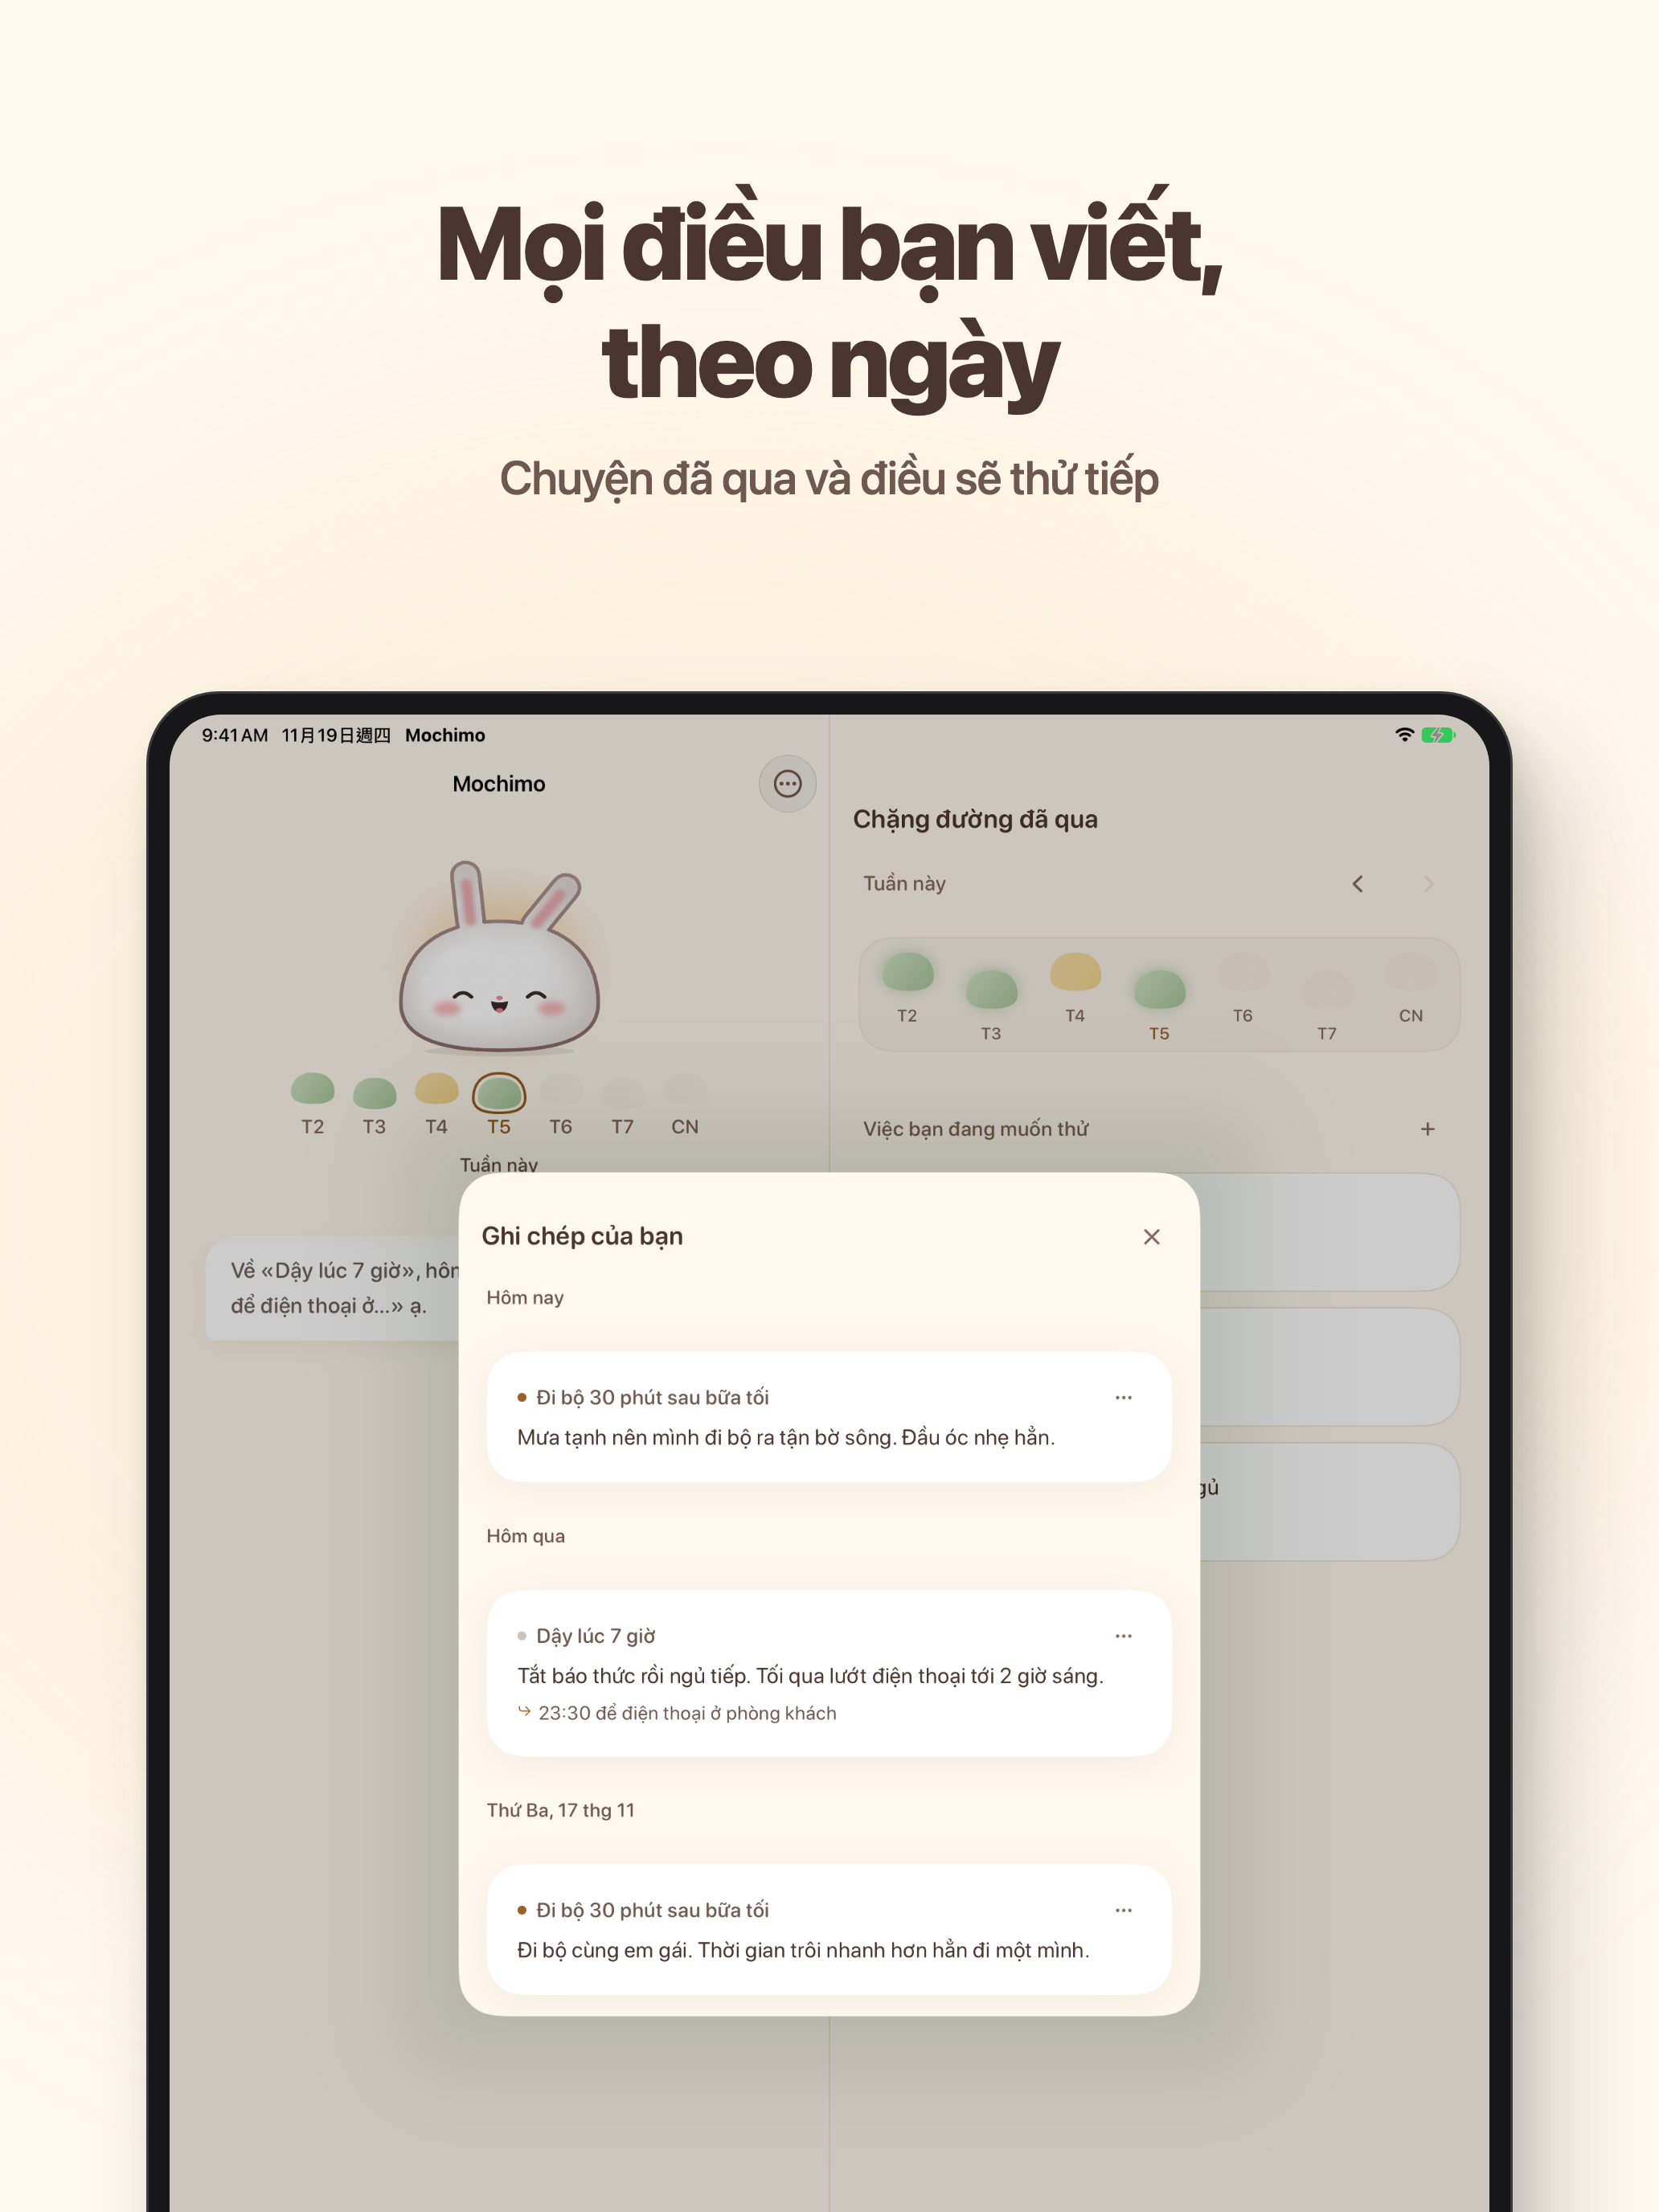 Mọi điều bạn viết,
theo ngày
Chuyện đã qua và điều sẽ thử tiếp
9:41 AM 11月19日週四 Mochimo
Mochimo
T2 T3 T4 T5 T6 T7 CN
Tuần này
Về «Dậy lúc 7 giờ», hôn
để điện thoại ở...» ạ.
Chặng đường đã qua
Tuần này
T2 T3 T4 T5 T6 T7 CN
Việc bạn đang muốn thử
gủ
Ghi chép của bạn
Hôm nay
Đi bộ 30 phút sau bữa tối
Mưa tạnh nên mình đi bộ ra tận bờ sông. Đầu óc nhẹ hẳn.
Hôm qua
Dậy lúc 7 giờ
Tắt báo thức rồi ngủ tiếp. Tối qua lướt điện thoại tới 2 giờ sáng.
23:30 để điện thoại ở phòng khách
Thứ Ba, 17 thg 11
Đi bộ 30 phút sau bữa tối
Đi bộ cùng em gái. Thời gian trôi nhanh hơn hẳn đi một mình.